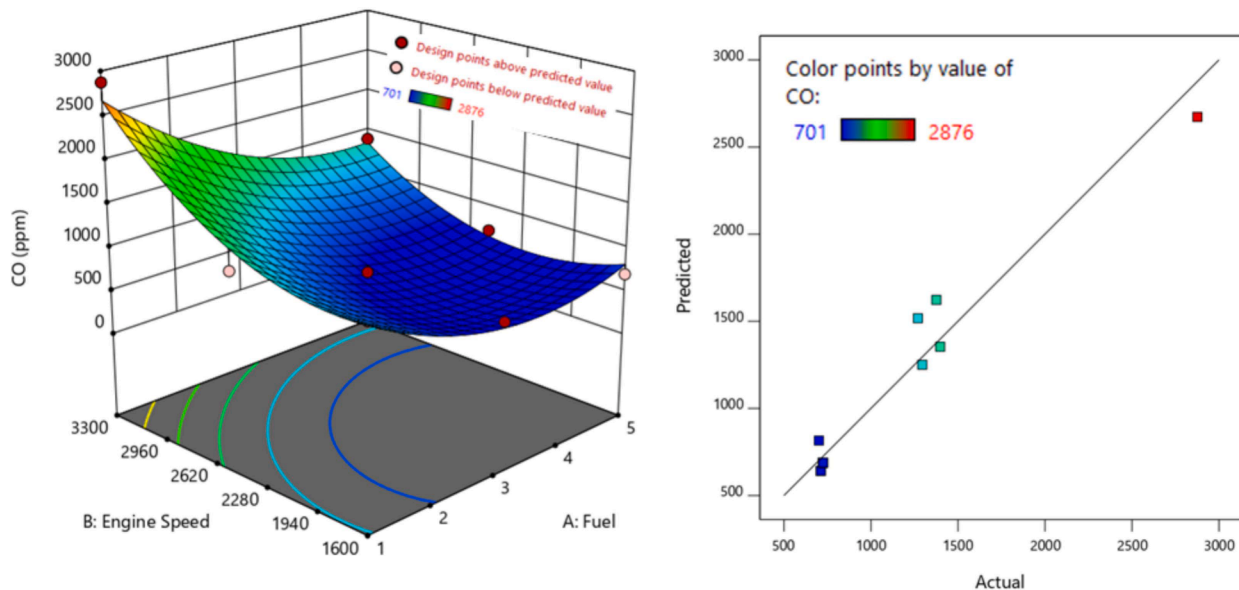 3000
2500
2000
1500
1000
500
0
CO (ppm)
Design points above predicted value
Design points below predicted value
701 2876
3300
2960
2620
2280
1940
1600
B: Engine Speed
1
2
3
4
5
A: Fuel
Color points by value of
CO:
701 2876
3000
2500
2000
1500
1000
500
Predicted
500 1000 1500 2000 2500 3000
Actual